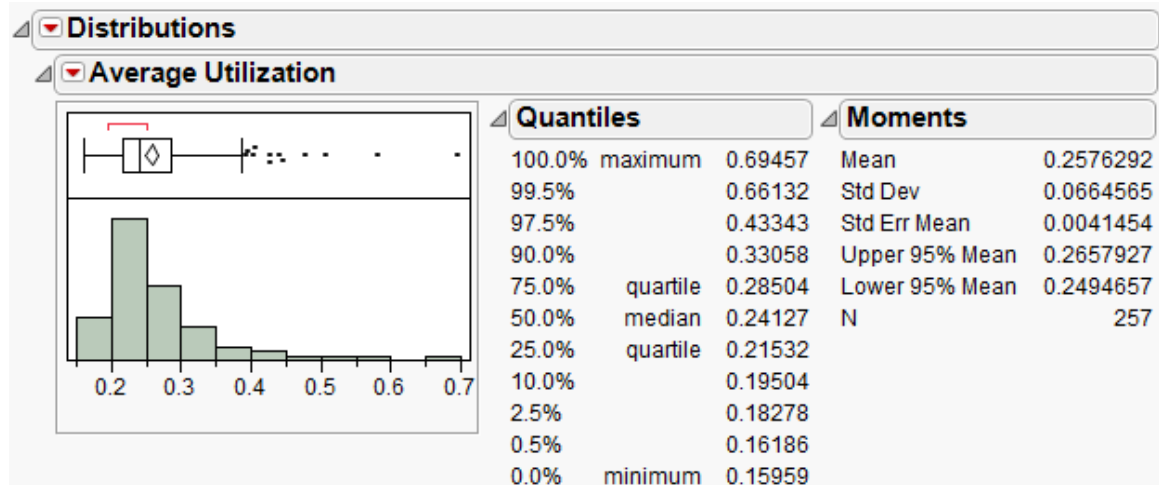 Distributions
Average Utilization
0.2 0.3 0.4 0.5 0.6 0.7
Quantiles
100.0% maximum 0.69457
99.5% 0.66132
97.5% 0.43343
90.0% 0.33058
75.0% quartile 0.28504
50.0% median 0.24127
25.0% quartile 0.21532
10.0% 0.19504
2.5% 0.18278
0.5% 0.16186
0.0% minimum 0.15959
Moments
Mean 0.2576292
Std Dev 0.0664565
Std Err Mean 0.0041454
Upper 95% Mean 0.2657927
Lower 95% Mean 0.2494657
N 257